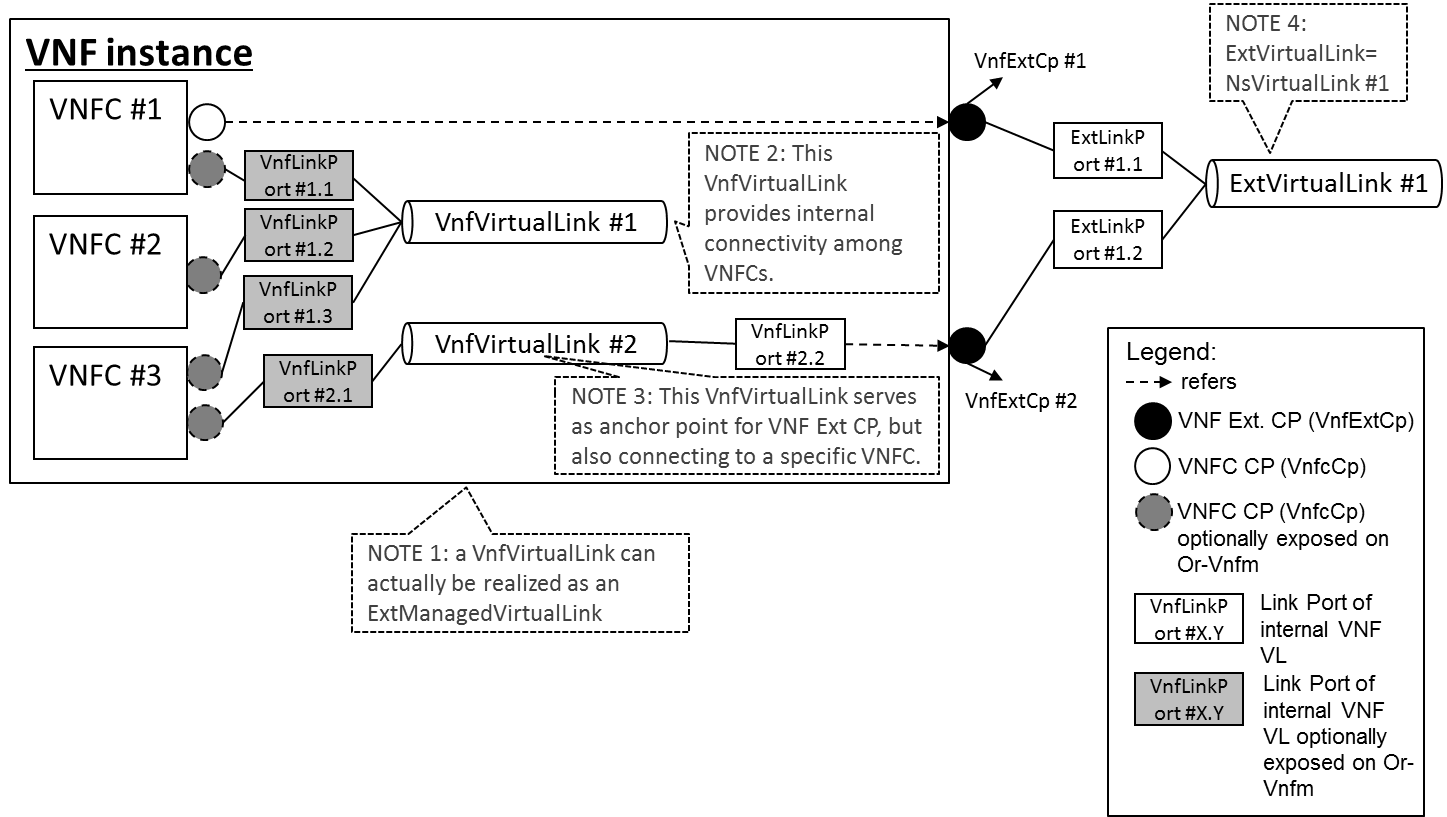 VNF instance
VNFC #1
VnfLinkP
ort #1.1
VNFC #2
VnfLinkP
ort #1.2
VnfLinkP
ort #1.3
VNFC #3
VnfLinkP
ort #2.1
VnfVirtualLink #1
VnfVirtualLink #2
VnfLinkP
ort #2.2
NOTE 2: This
VnfVirtualLink
provides internal
connectivity among
VNFCs.
NOTE 3: This VnfVirtualLink serves
as anchor point for VNF Ext CP, but
also connecting to a specific VNFC.
NOTE 1: a VnfVirtualLink can
actually be realized as an
ExtManagedVirtualLink
VnfExtCp #1
VnfExtCp #2
ExtLinkP
ort #1.1
ExtLinkP
ort #1.2
NOTE 4:
ExtVirtualLink=
NsVirtualLink #1
ExtVirtualLink #1
Legend:
refers
VNF Ext. CP (VnfExtCp)
VNFC CP (VnfcCp)
VNFC CP (VnfcCp)
optionally exposed on
Or-Vnfm
VnfLinkP
ort #X.Y
Link Port of
internal VNF
VL
VnfLinkP
ort #X.Y
Link Port of
internal VNF
VL optionally
exposed on Or-
Vnfm